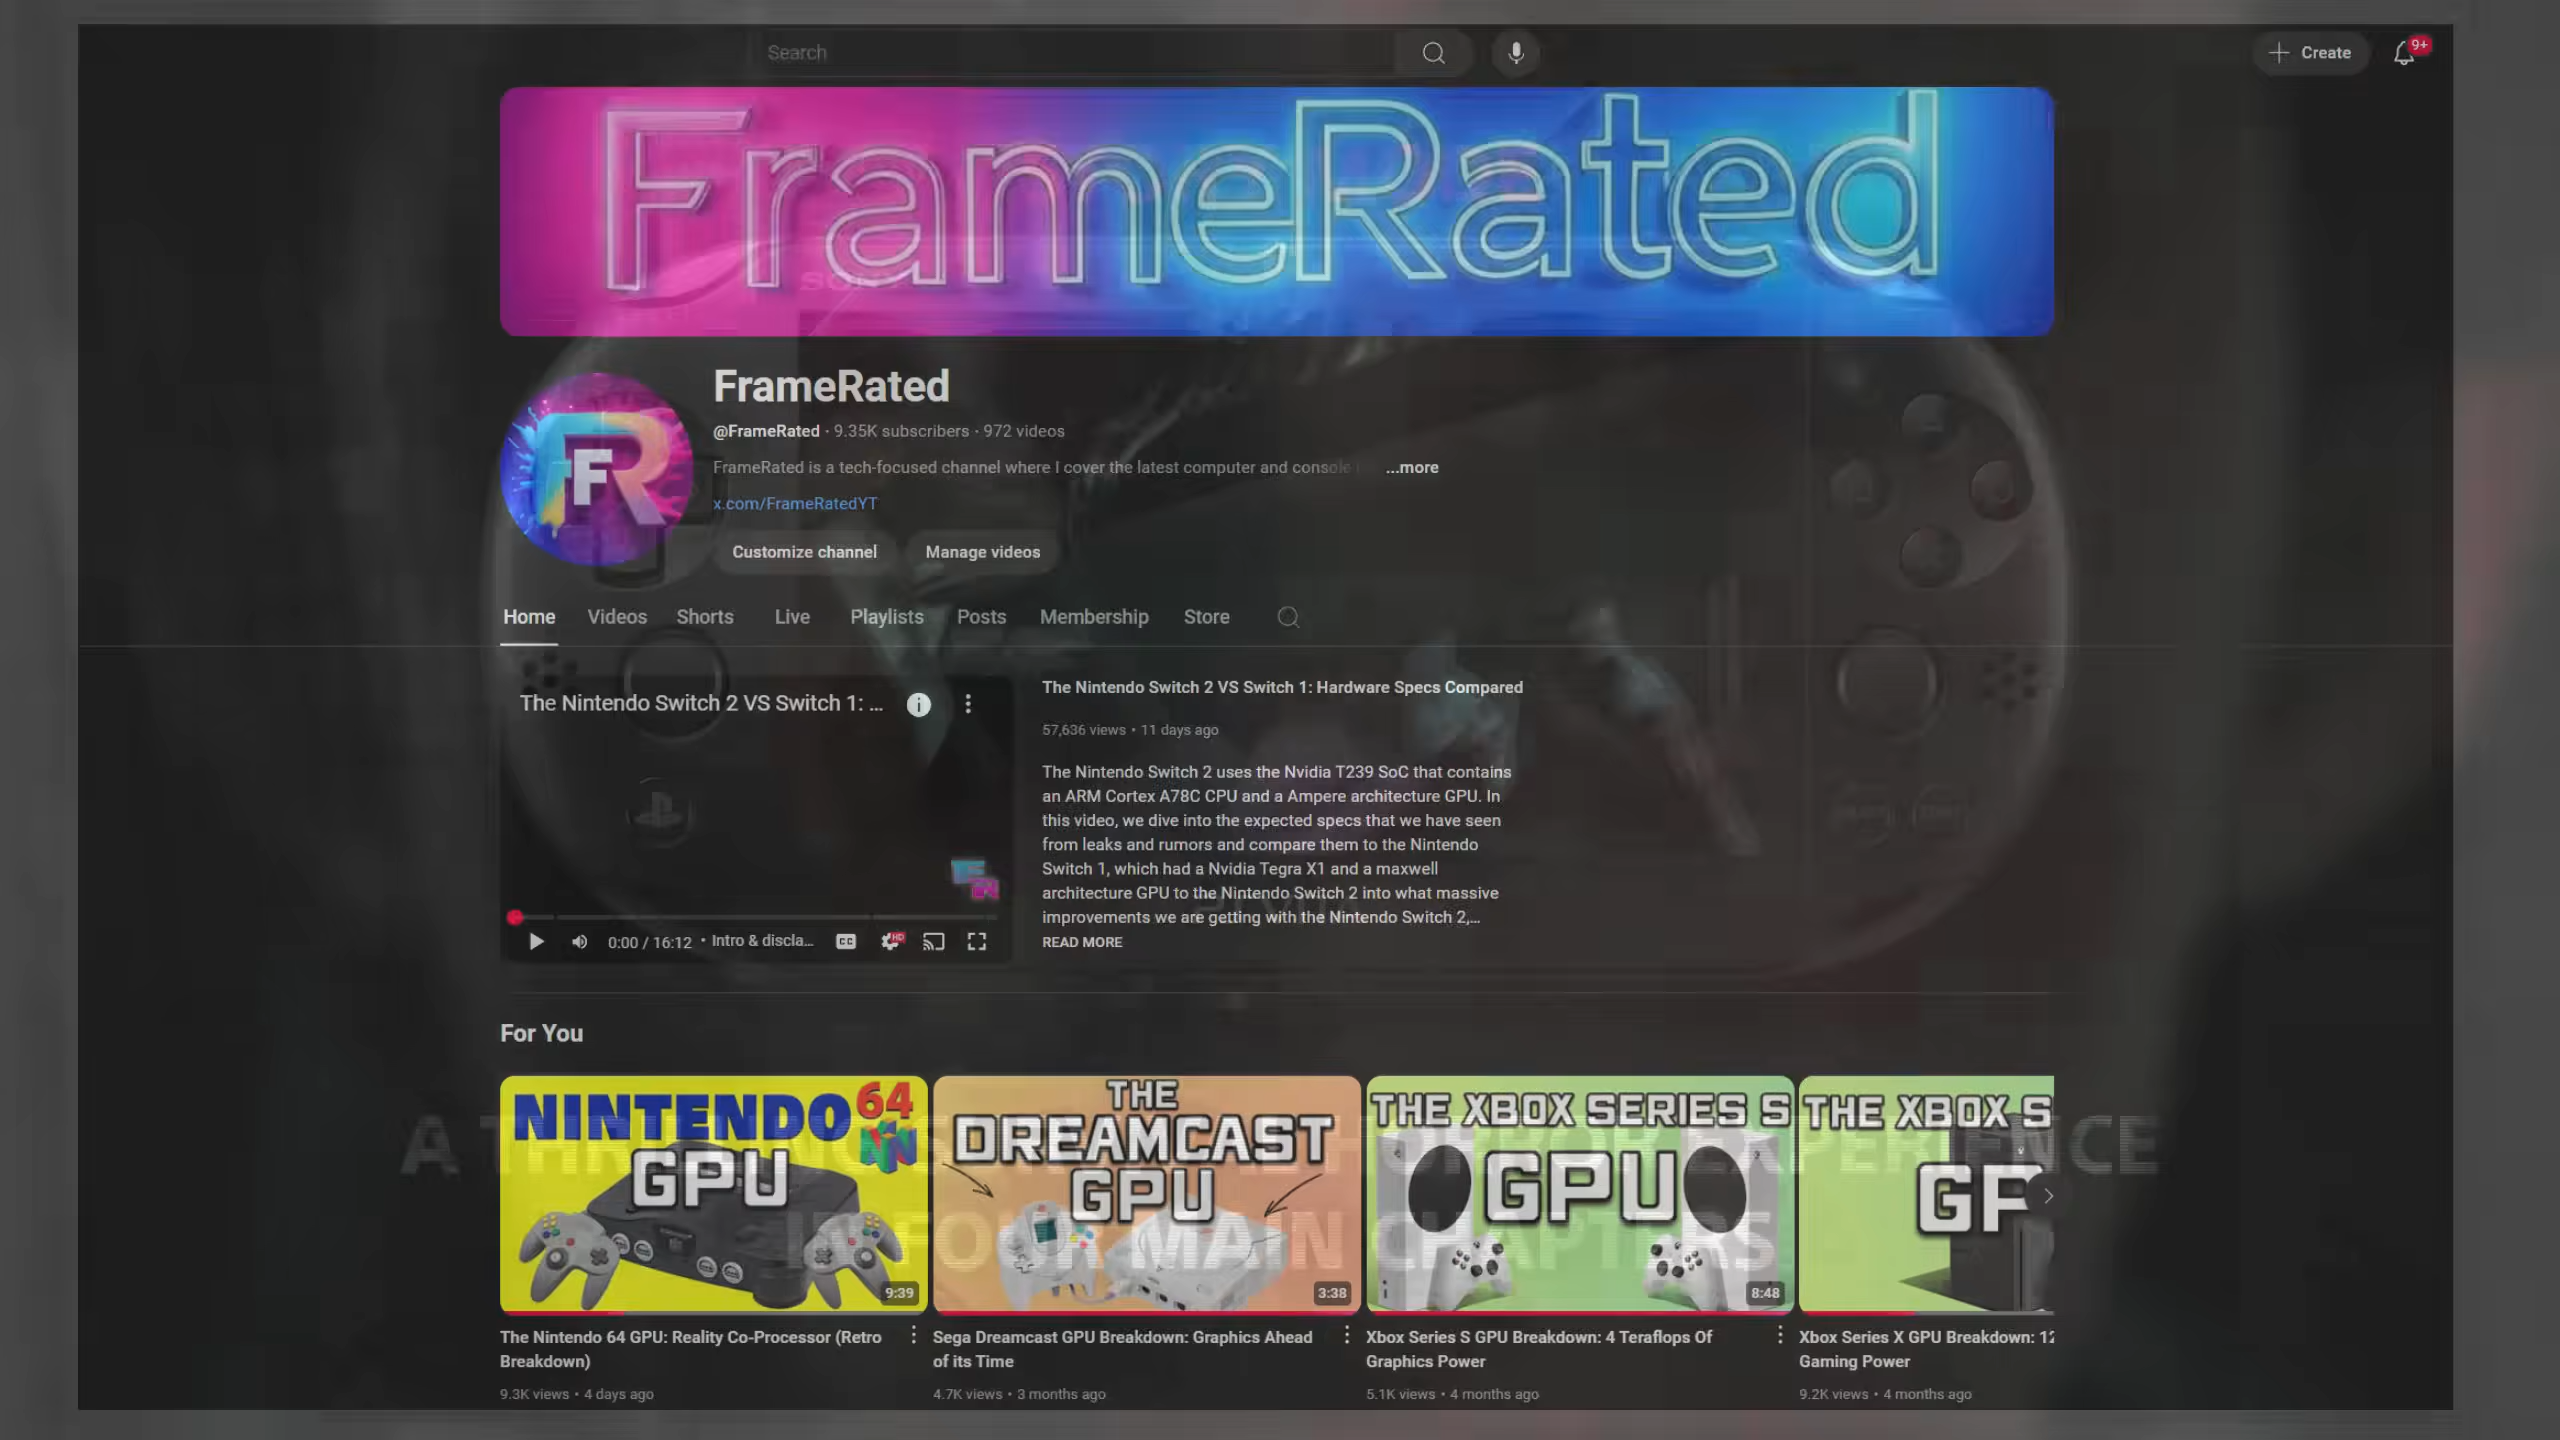 Search
Create
9+
FrameRated
SONY
FrameRated
@FrameRated · 9.35K subscribers · 972 videos
FrameRated is a tech-focused channel where I cover the latest computer and console
...more
x.com/FrameRatedYT
Customize channel
Manage videos
Home
Videos
Shorts
Live
Playlists
Posts
Membership
Store
The Nintendo Switch 2 VS Switch 1: ...
The Nintendo Switch 2 VS Switch 1: Hardware Specs Compared
57,636 views • 11 days ago
The Nintendo Switch 2 uses the Nvidia T239 SoC that contains
an ARM Cortex A78C CPU and a Ampere architecture GPU. In
this video, we dive into the expected specs that we have seen
from leaks and rumors and compare them to the Nintendo
Switch 1, which had a Nvidia Tegra X1 and a maxwell
architecture GPU to the Nintendo Switch 2 into what massive
improvements we are getting with the Nintendo Switch 2,...
READ MORE
0:00 / 16:12 • Intro & discla...
CC
HD
For You
NINTENDO 64
GPU
9:39
THE
DREAMCAST
GPU
3:38
THE XBOX SERIES S
GPU
8:48
THE XBOX S
GP
HORROR EXPERIENCE
IN FOUR MAIN CHAPTERS
The Nintendo 64 GPU: Reality Co-Processor (Retro
Breakdown)
9.3K views • 4 days ago
Sega Dreamcast GPU Breakdown: Graphics Ahead
of its Time
4.7K views • 3 months ago
Xbox Series S GPU Breakdown: 4 Teraflops Of
Graphics Power
5.1K views • 4 months ago
Xbox Series X GPU Breakdown: 12
Gaming Power
9.2K views • 4 months ago